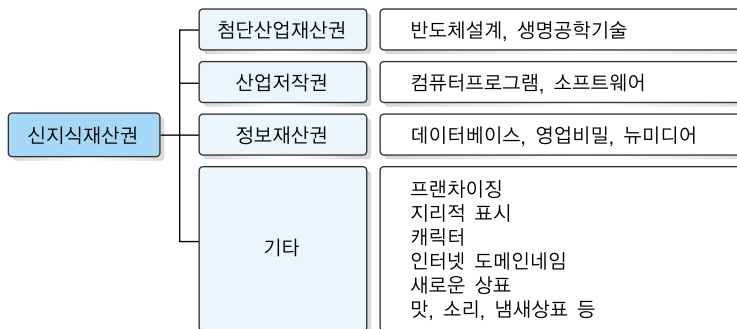 첨단산업재산권
반도체설계, 생명공학기술
산업저작권
컴퓨터프로그램, 소프트웨어
신지식재산권
정보재산권
데이터베이스, 영업비밀, 뉴미디어
기타
프랜차이징
지리적 표시
캐릭터
인터넷 도메인네임
새로운 상표
맛, 소리, 냄새상표 등